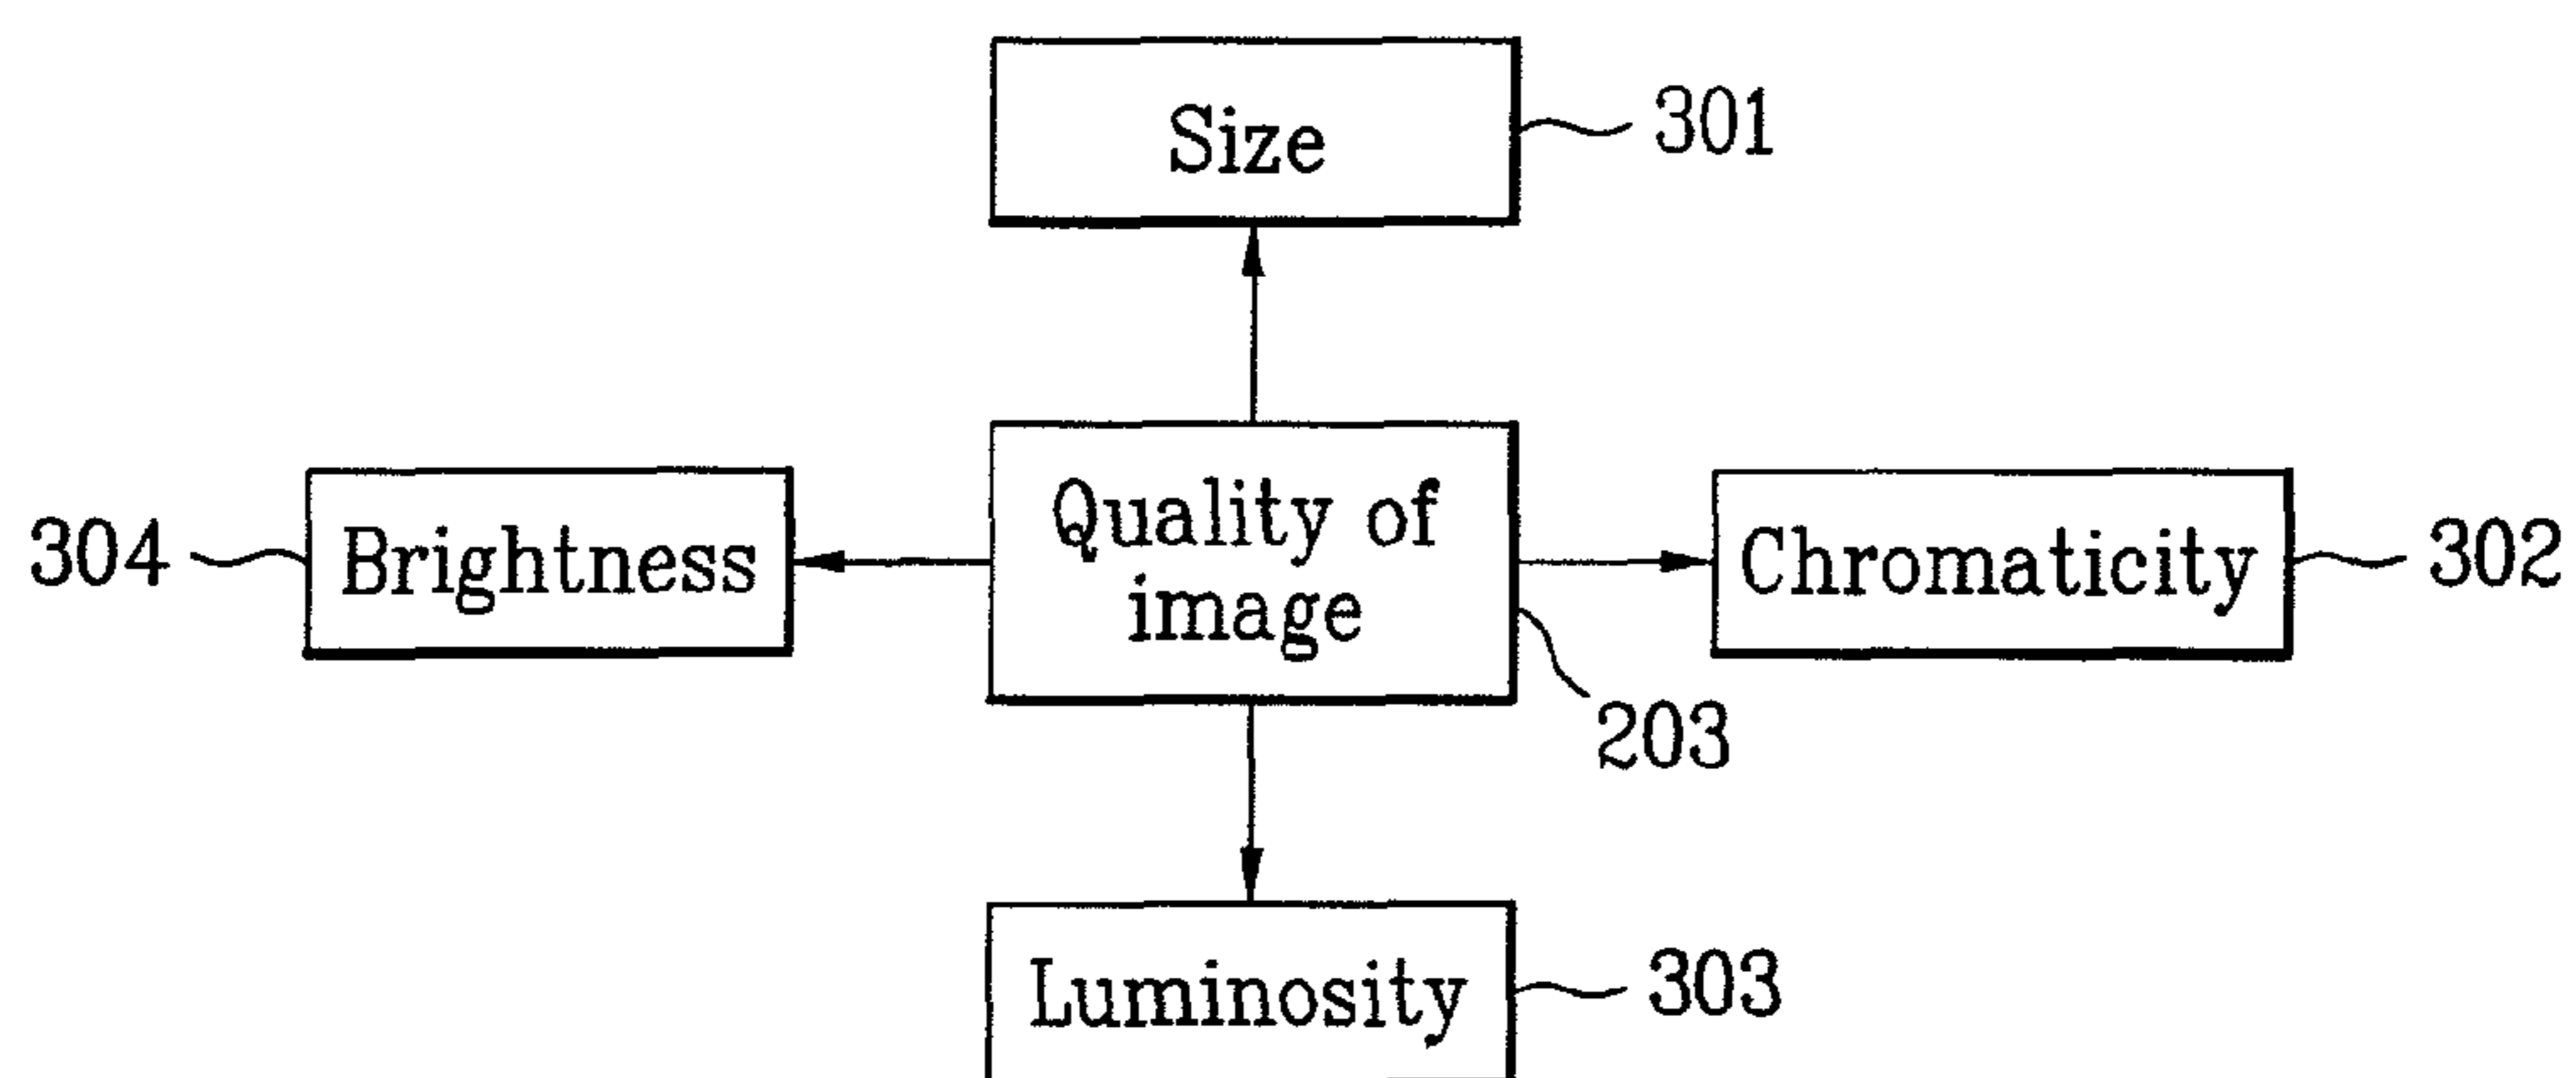 Size
301
Quality of
image
304
Brightness
Chromaticity
302
203
Luminosity
303